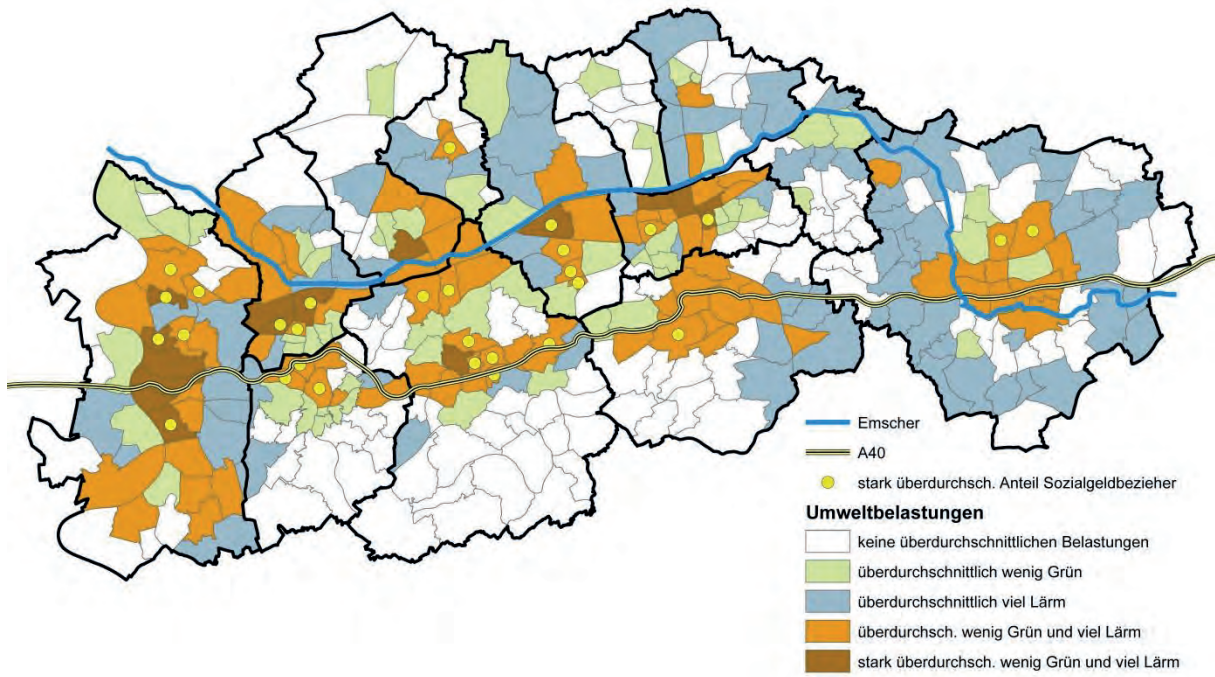 Emscher
A40
stark überdurchsch. Anteil Sozialgeldbezieher
Umweltbelastungen
keine überdurchschnittlichen Belastungen
überdurchschnittlich wenig Grün
überdurchschnittlich viel Lärm
überdurchsch. wenig Grün und viel Lärm
stark überdurchsch. wenig Grün und viel Lärm